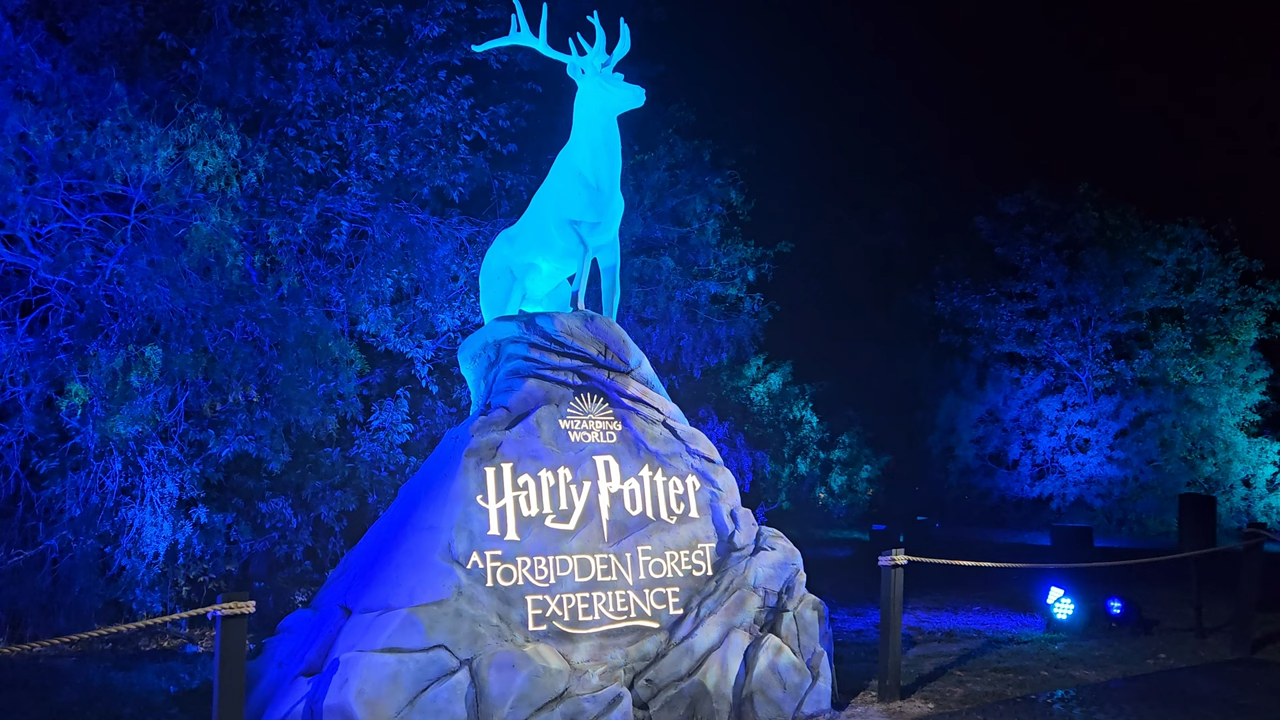 WIZARDING
WORLD
Harry Potter
A FORBIDDEN FOREST
EXPERIENCE